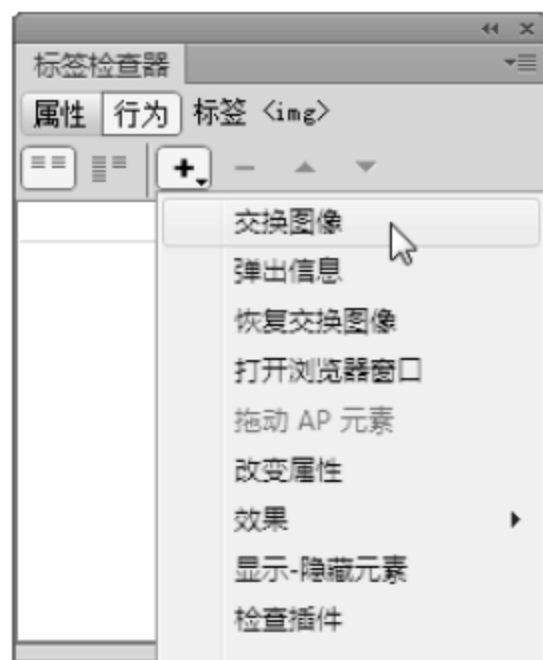 标签检查器
属性 行为 标签 <img>
交换图像
弹出信息
恢复交换图像
打开浏览器窗口
拖动 AP 元素
改变属性
效果
显示-隐藏元素
检查插件